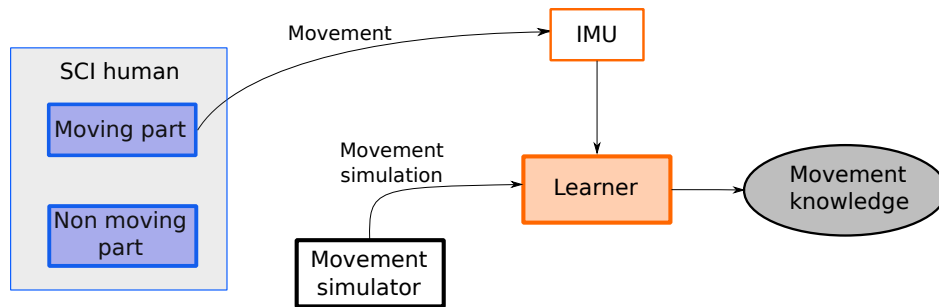 Movement
IMU
SCI human
Moving part
Movement
simulation
Learner
Movement
knowledge
Non moving
part
Movement
simulator